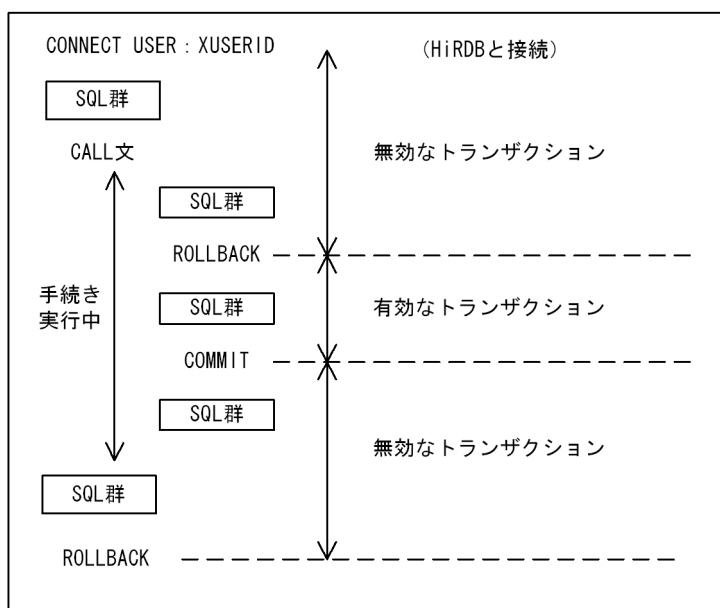 CONNECT USER：XUSERID
(HiRDBと接続)
SQL群
CALL文
無効なトランザクション
SQL群
ROLLBACK
手続き
実行中
SQL群
有効なトランザクション
COMMIT
SQL群
無効なトランザクション
SQL群
ROLLBACK